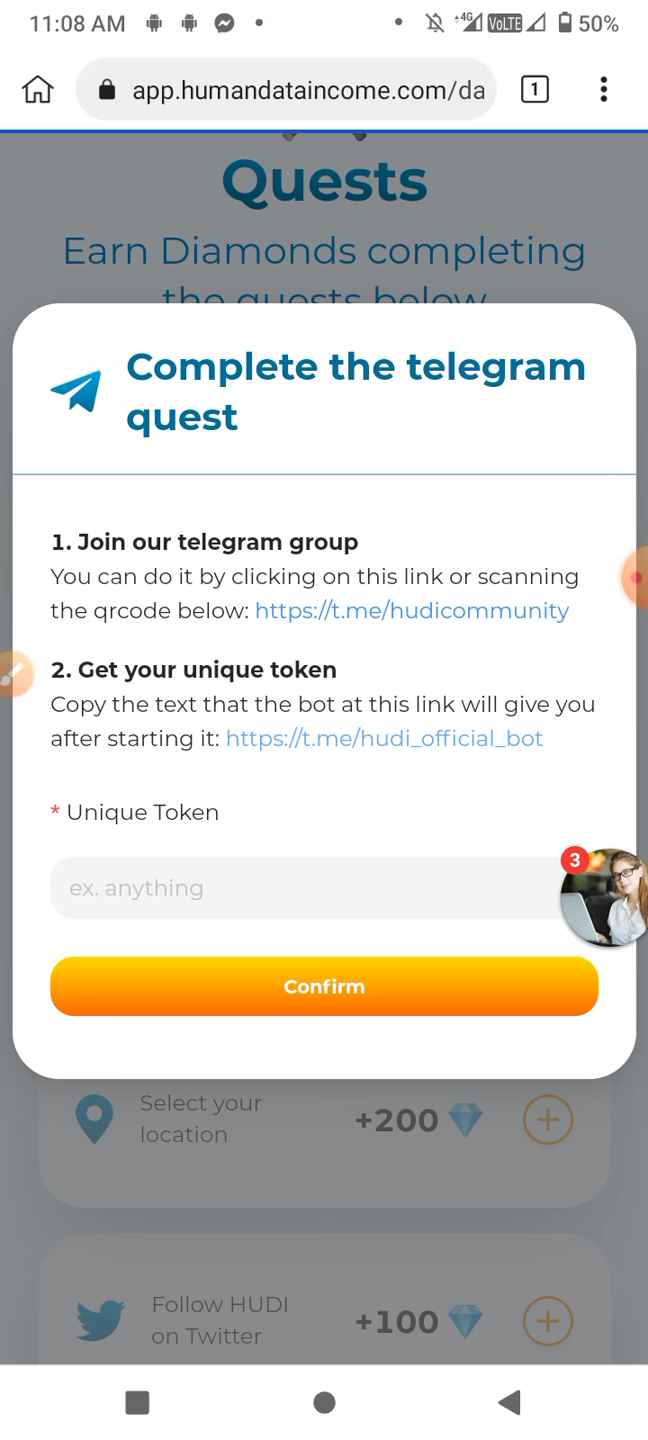 11:08 AM
4G
VoLTE
50%
app.humandataincome.com/da
1
Quests
Earn Diamonds completing
the quests below
Complete the telegram
quest
1. Join our telegram group
You can do it by clicking on this link or scanning
the qrcode below: https://t.me/hudicommunity
2. Get your unique token
Copy the text that the bot at this link will give you
after starting it: https://t.me/hudi_official_bot
* Unique Token
3
ex. anything
Confirm
Select your
location
+200
Follow HUDI
on Twitter
+100